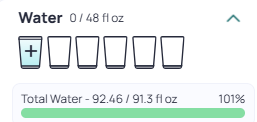 Water 0 / 48 fl oz
Total Water - 92.46 / 91.3 fl oz 101%